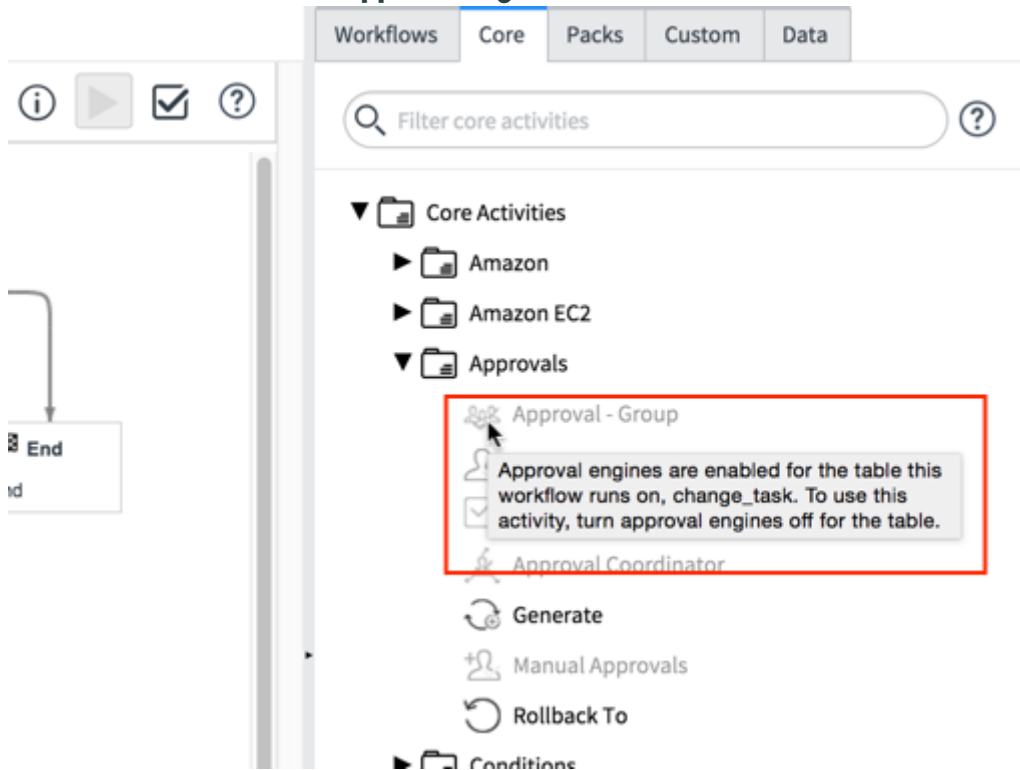 Workflows Core Packs Custom Data
Filter core activities
Core Activities
Amazon
Amazon EC2
Approvals
Approval - Group
Approval engines are enabled for the table this
workflow runs on, change_task. To use this
activity, turn approval engines off for the table.
Approval Coordinator
Generate
Manual Approvals
Rollback To
Conditions
End